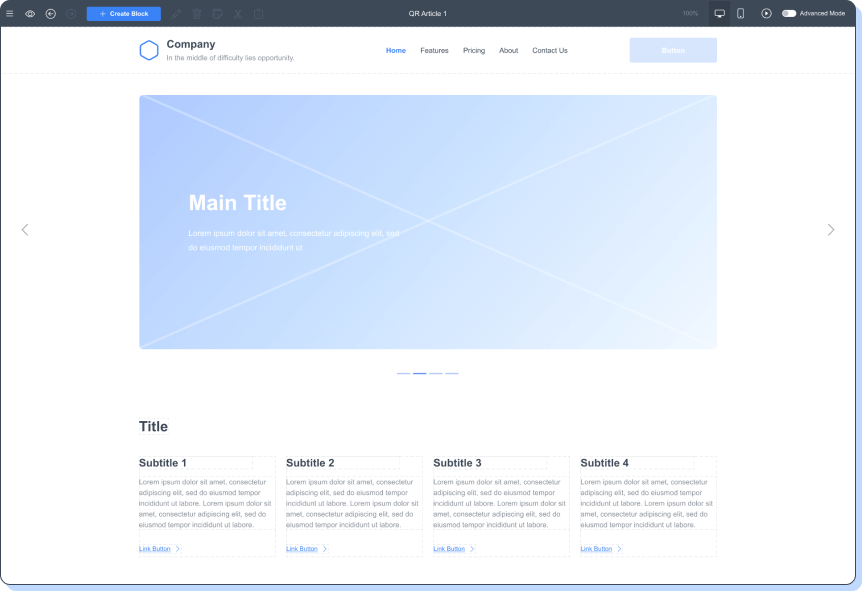 + Create Block
QR Article 1
100%
Advanced Mode
Company
In the middle of difficulty lies opportunity.
Home Features Pricing About Contact Us
Button
Main Title
Lorem ipsum dolor sit amet, consectetur adipiscing elit, sed
do eiusmod tempor incididunt ut
Title
Subtitle 1
Lorem ipsum dolor sit amet, consectetur
adipiscing elit, sed do eiusmod tempor
incididunt ut labore. Lorem ipsum dolor sit
amet, consectetur adipiscing elit, sed do
eiusmod tempor incididunt ut labore.
Link Button
Subtitle 2
Lorem ipsum dolor sit amet, consectetur
adipiscing elit, sed do eiusmod tempor
incididunt ut labore. Lorem ipsum dolor sit
amet, consectetur adipiscing elit, sed do
eiusmod tempor incididunt ut labore.
Link Button
Subtitle 3
Lorem ipsum dolor sit amet, consectetur
adipiscing elit, sed do eiusmod tempor
incididunt ut labore. Lorem ipsum dolor sit
amet, consectetur adipiscing elit, sed do
eiusmod tempor incididunt ut labore.
Link Button
Subtitle 4
Lorem ipsum dolor sit amet, consectetur
adipiscing elit, sed do eiusmod tempor
incididunt ut labore. Lorem ipsum dolor sit
amet, consectetur adipiscing elit, sed do
eiusmod tempor incididunt ut labore.
Link Button